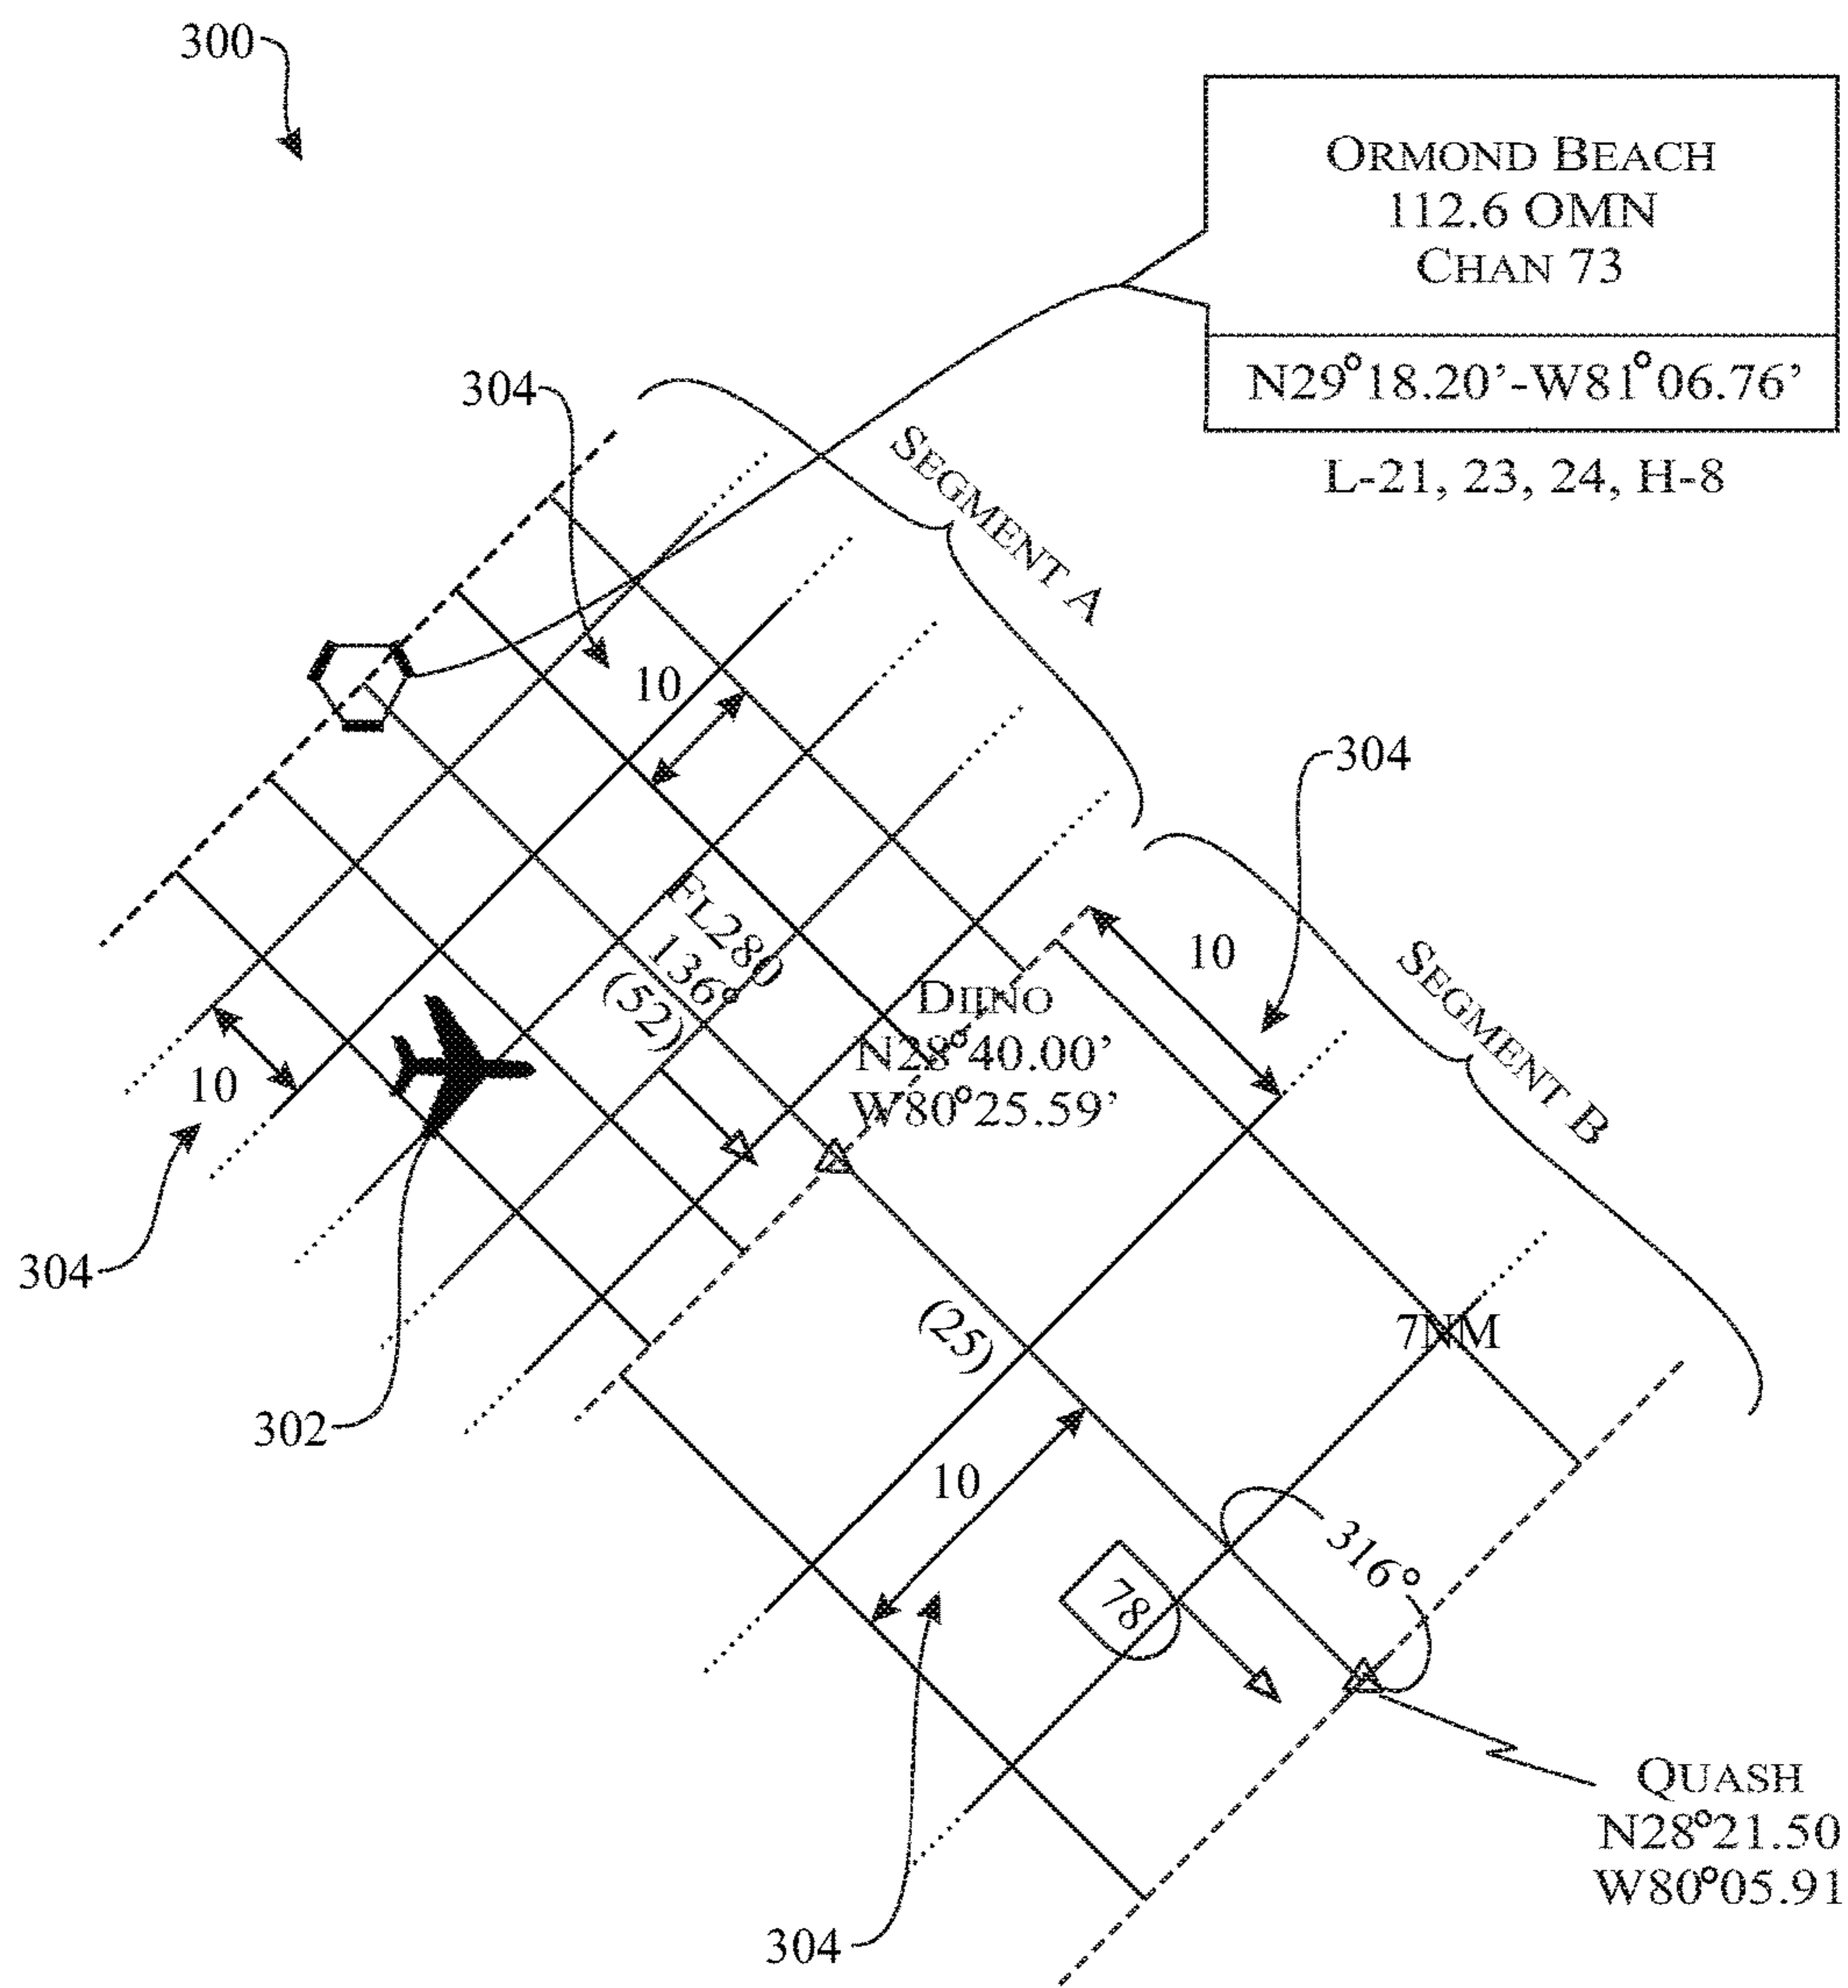 300
ORMOND BEACH
112.6 OMN
CHAN 73
N29°18.20'-W81°06.76'
L-21, 23, 24, H-8
304
SEGMENT A
10
304
FL280
136°
(52)
DIINO
N28°40.00'
W80°25.59'
10
SEGMENT B
10
304
302
(25)
7NM
10
316°
78
304
QUASH
N28°21.50
W80°05.91